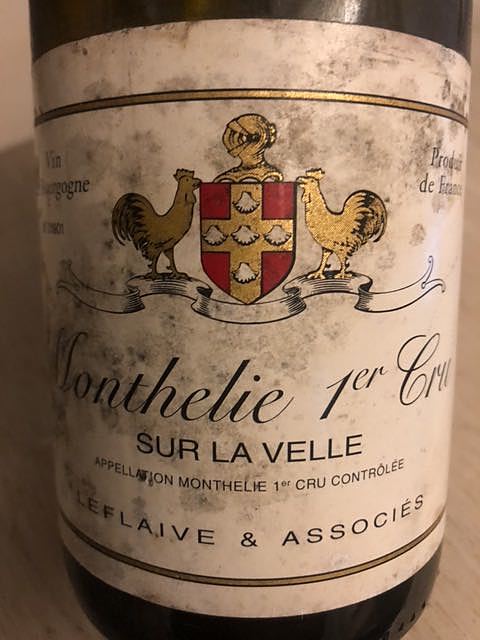 Vin
Bourgogne
Produit
de France
Monthelie 1er Cru
SUR LA VELLE
APPELLATION MONTHELIE 1er CRU CONTRÔLÉE
LEFLAIVE & ASSOCIÉS